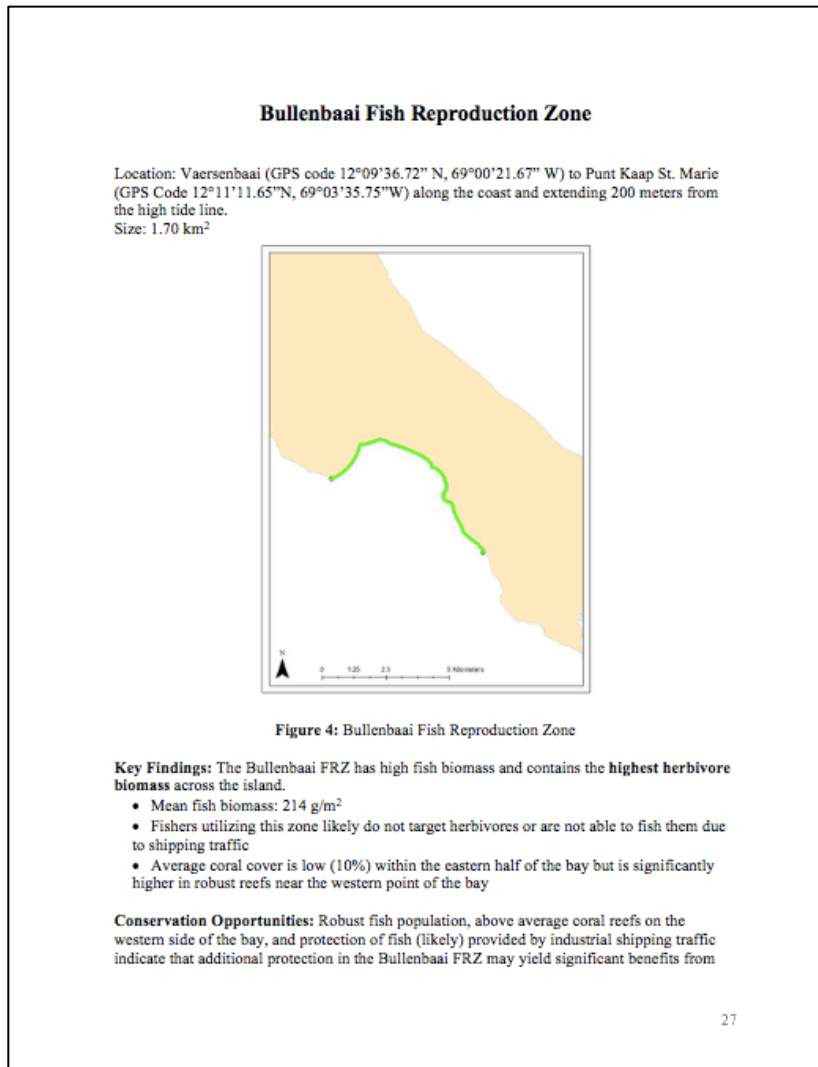 Bullenbaai Fish Reproduction Zone
Location: Vaersenbaai (GPS code 12°09’36.72” N, 69°00’21.67” W) to Punt Kaap St. Marie
(GPS Code 12°11’11.65”N, 69°03’35.75”W) along the coast and extending 200 meters from
the high tide line.
Size: 1.70 km²
N
0 1.25 2.5 5 Kilometers
Figure 4: Bullenbaai Fish Reproduction Zone
Key Findings: The Bullenbaai FRZ has high fish biomass and contains the highest herbivore
biomass across the island.
• Mean fish biomass: 214 g/m²
• Fishers utilizing this zone likely do not target herbivores or are not able to fish them due
to shipping traffic
• Average coral cover is low (10%) within the eastern half of the bay but is significantly
higher in robust reefs near the western point of the bay
Conservation Opportunities: Robust fish population, above average coral reefs on the
western side of the bay, and protection of fish (likely) provided by industrial shipping traffic
indicate that additional protection in the Bullenbaai FRZ may yield significant benefits from
27